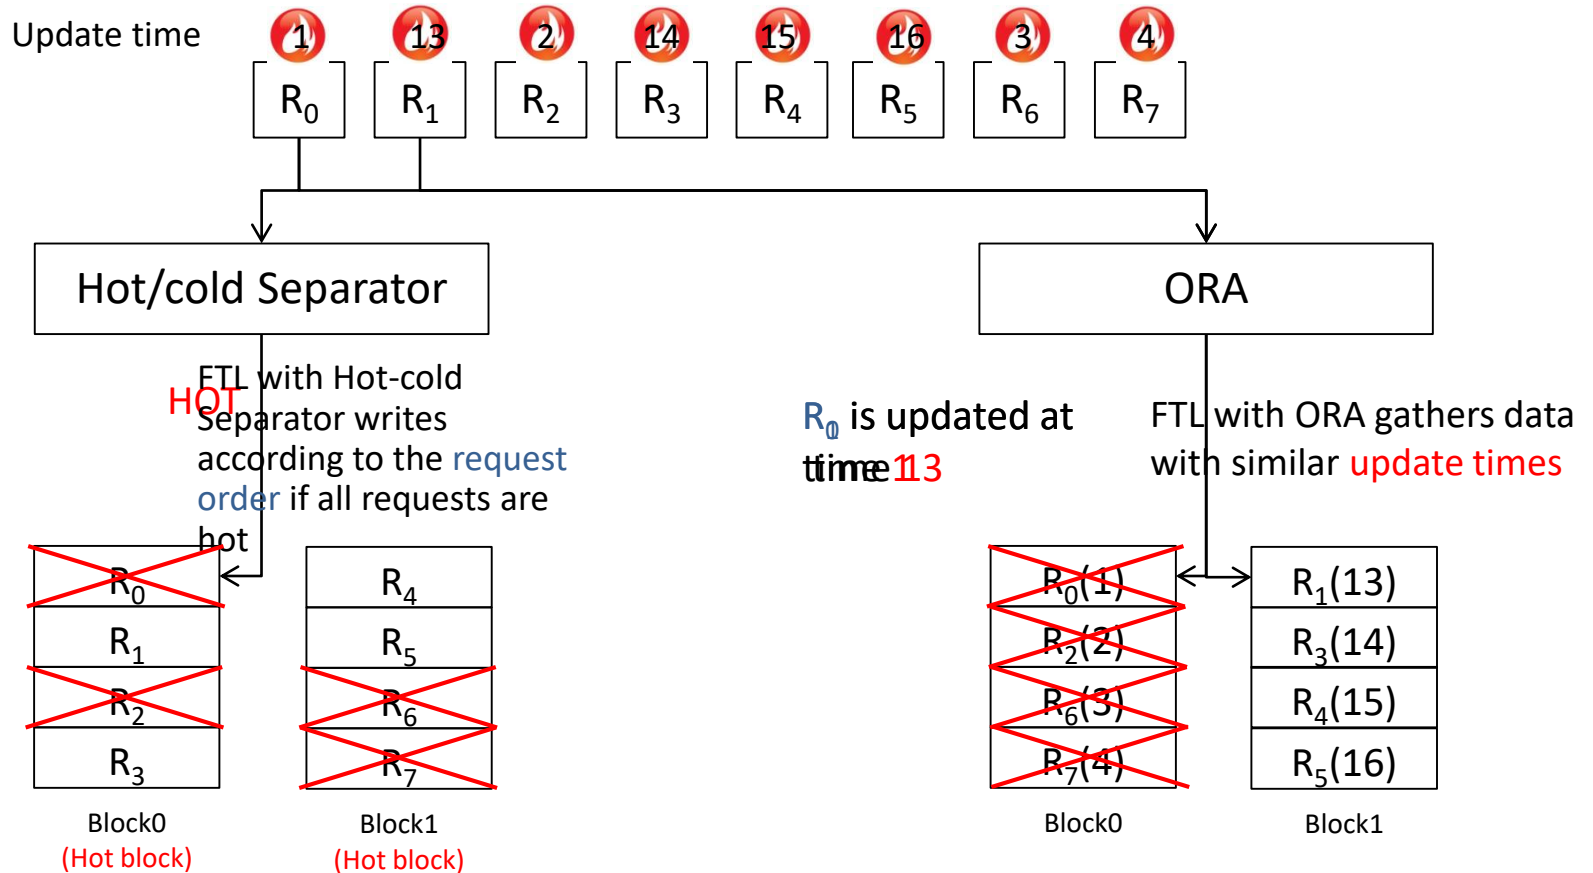 Update time 1 13 2 14 15 16 3 4
R0 R1 R2 R3 R4 R5 R6 R7
Hot/cold Separator
ORA
HOT
FTL with Hot-cold
Separator writes
according to the request
order if all requests are
hot
is updated at
time
FTL with ORA gathers data
with similar update times
R0
R1
R2
R3
Block0
(Hot block)
R4
R5
R6
R7
Block1
(Hot block)
R0(1)
R2(2)
R6(3)
R7(4)
Block0
R1(13)
R3(14)
R4(15)
R5(16)
Block1